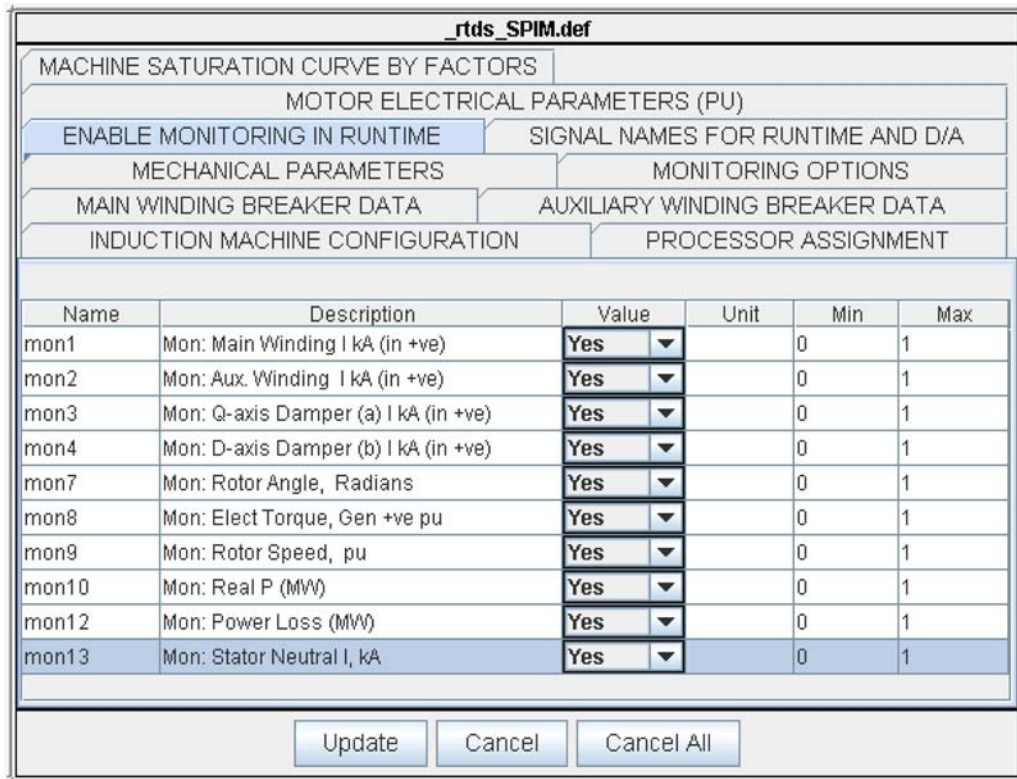 _rtds_SPIM.def
MACHINE SATURATION CURVE BY FACTORS
MOTOR ELECTRICAL PARAMETERS (PU)
ENABLE MONITORING IN RUNTIME SIGNAL NAMES FOR RUNTIME AND D/A
MECHANICAL PARAMETERS MONITORING OPTIONS
MAIN WINDING BREAKER DATA AUXILIARY WINDING BREAKER DATA
INDUCTION MACHINE CONFIGURATION PROCESSOR ASSIGNMENT
Name Description Value Unit Min Max
mon1 Mon: Main Winding I kA (in +ve) Yes 0 1
mon2 Mon: Aux. Winding I kA (in +ve) Yes 0 1
mon3 Mon: Q-axis Damper (a) I kA (in +ve) Yes 0 1
mon4 Mon: D-axis Damper (b) I kA (in +ve) Yes 0 1
mon7 Mon: Rotor Angle, Radians Yes 0 1
mon8 Mon: Elect Torque, Gen +ve pu Yes 0 1
mon9 Mon: Rotor Speed, pu Yes 0 1
mon10 Mon: Real P (MW) Yes 0 1
mon12 Mon: Power Loss (MW) Yes 0 1
mon13 Mon: Stator Neutral I, kA Yes 0 1
Update Cancel Cancel All